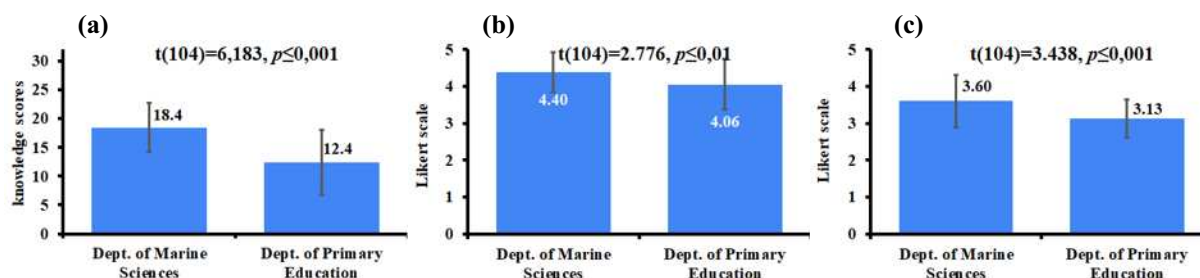 (a)
t(104)=6,183, p≤0,001
knowledge scores
30
25
20
15
10
5
0
18.4
12.4
Dept. of Marine
Sciences
Dept. of Primary
Education
(b)
t(104)=2.776, p≤0,01
Likert scale
5
4
3
2
1
0
4.40
4.06
Dept. of Marine
Sciences
Dept. of Primary
Education
(c)
t(104)=3.438, p≤0,001
Likert scale
5
4
3
2
1
0
3.60
3.13
Dept. of Marine
Sciences
Dept. of Primary
Education